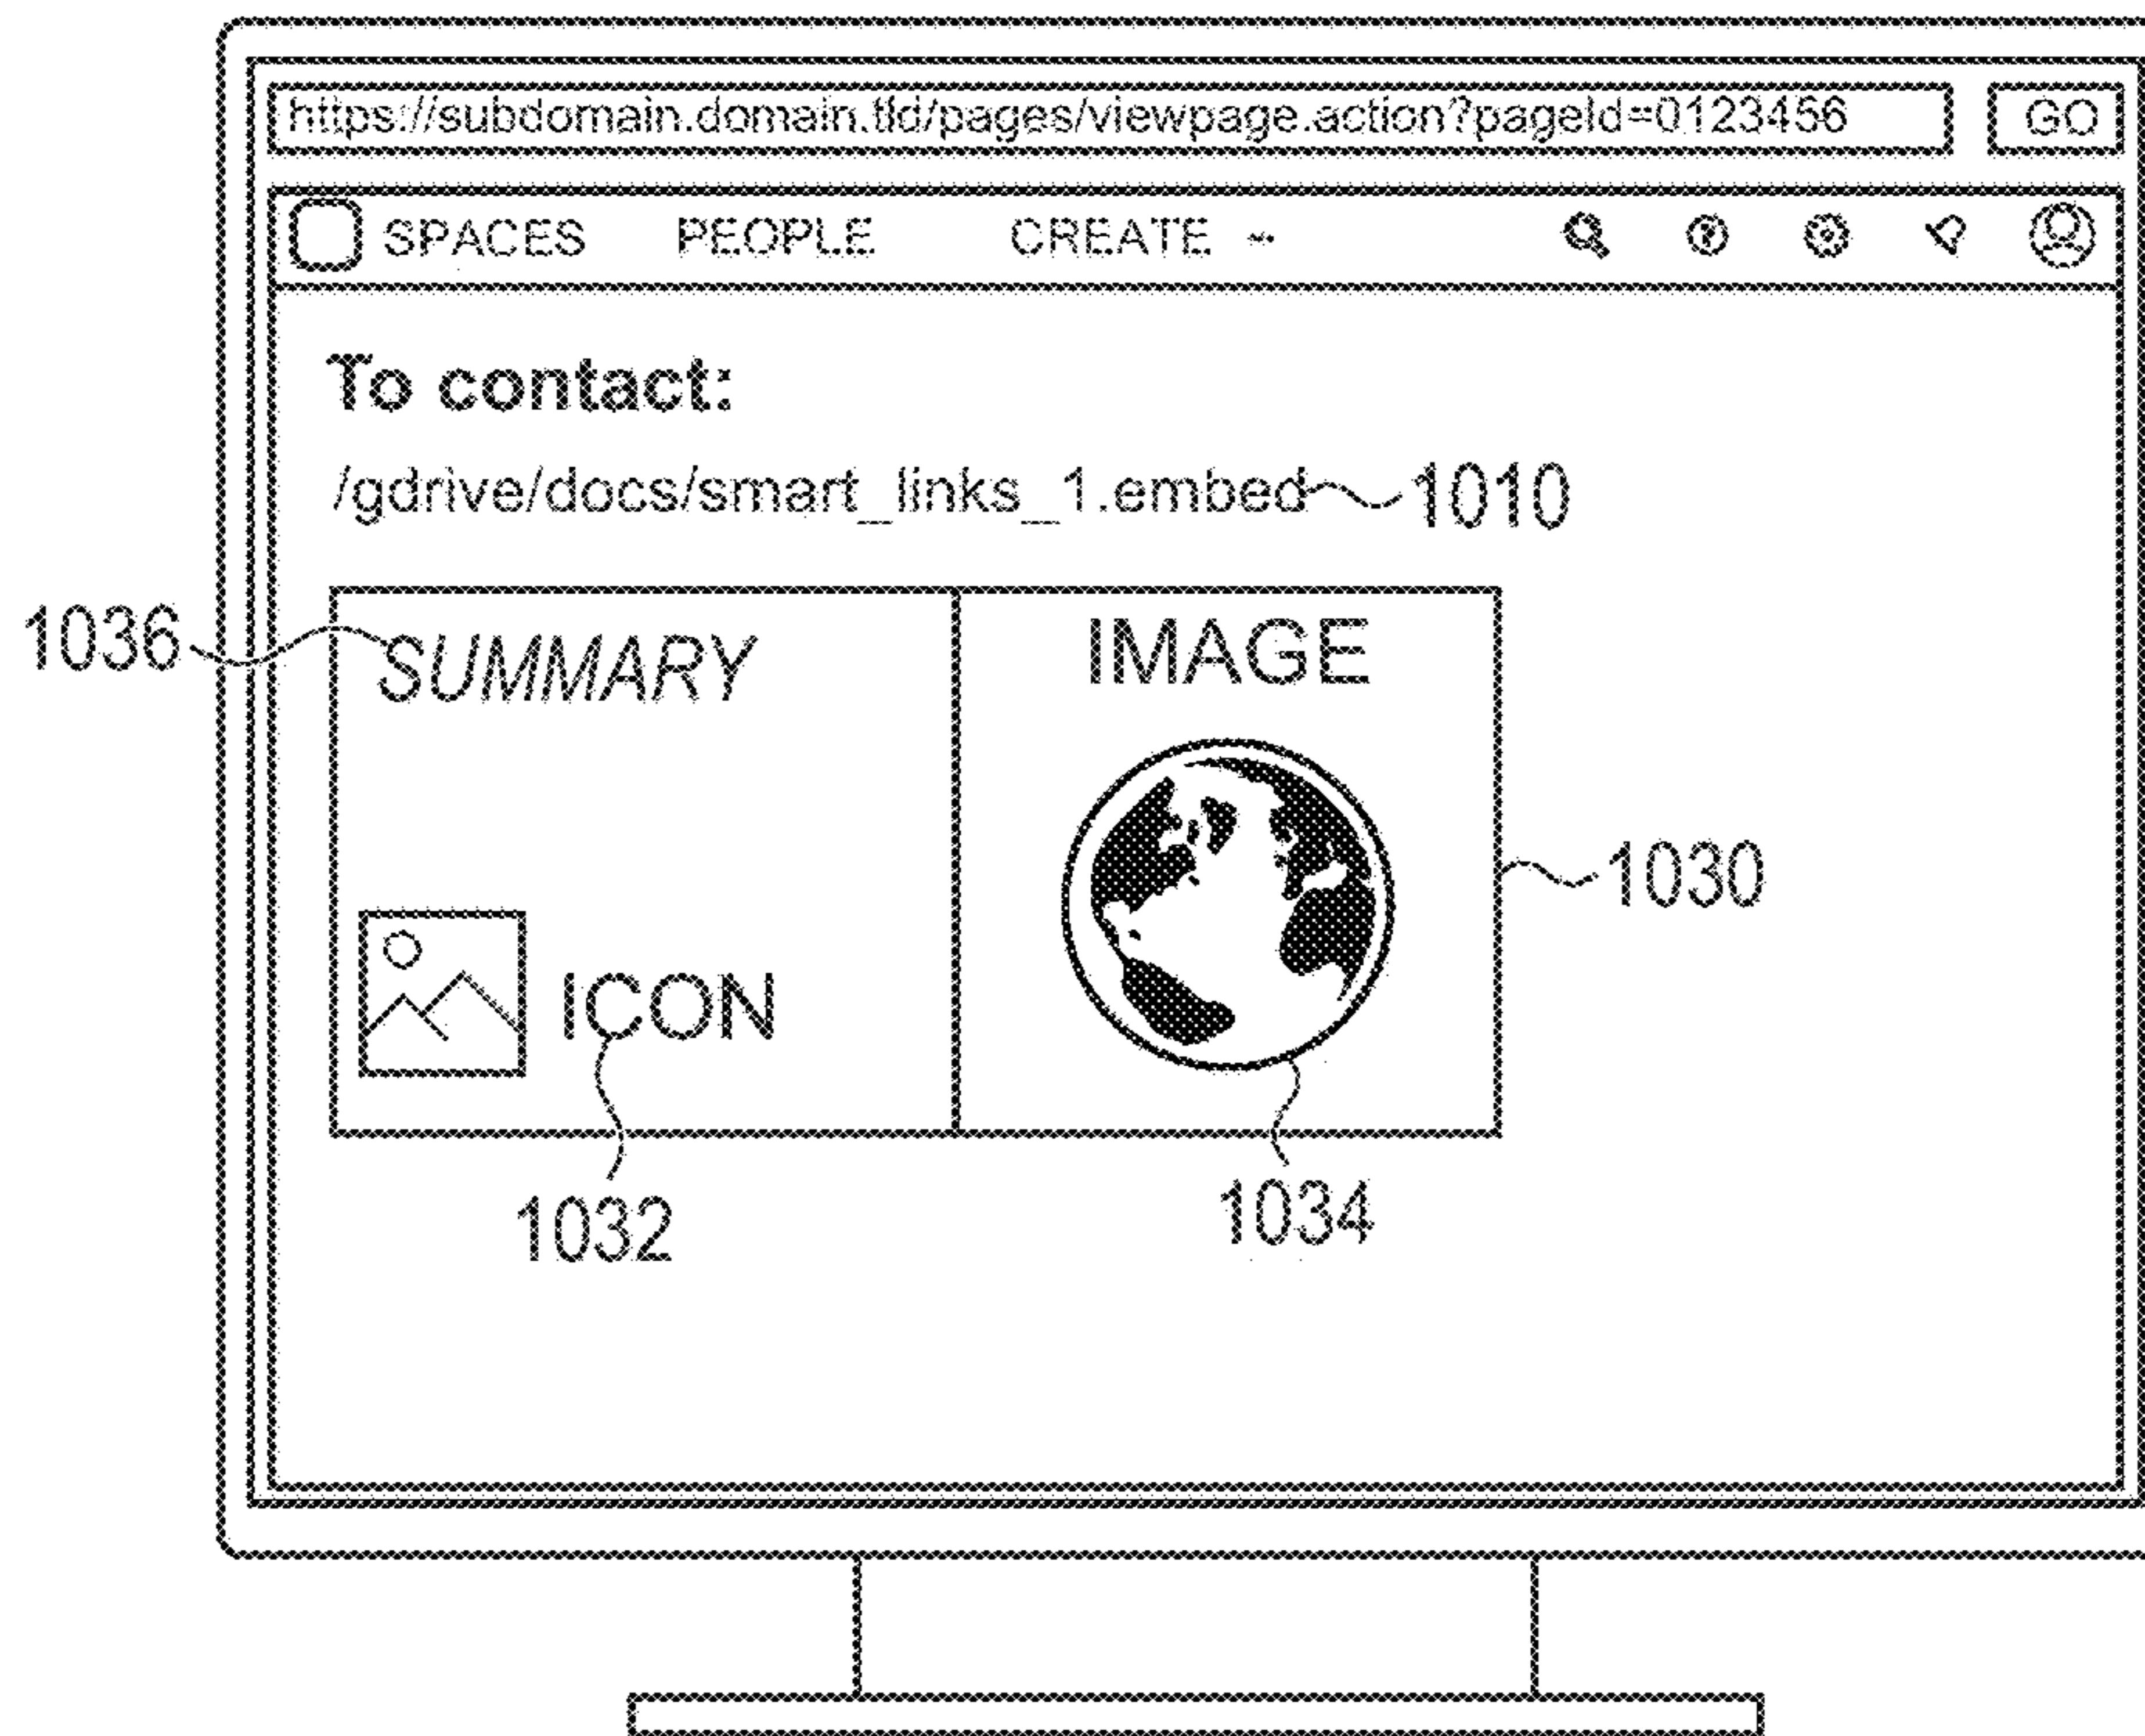 https://subdomain.domain.tld/pages/viewpage.action?pageId=0123456 GO
SPACES PEOPLE CREATE
To contact:
/gdrive/docs/smart_links_1.embed 1010
1036 SUMMARY IMAGE
1030
ICON
1032 1034